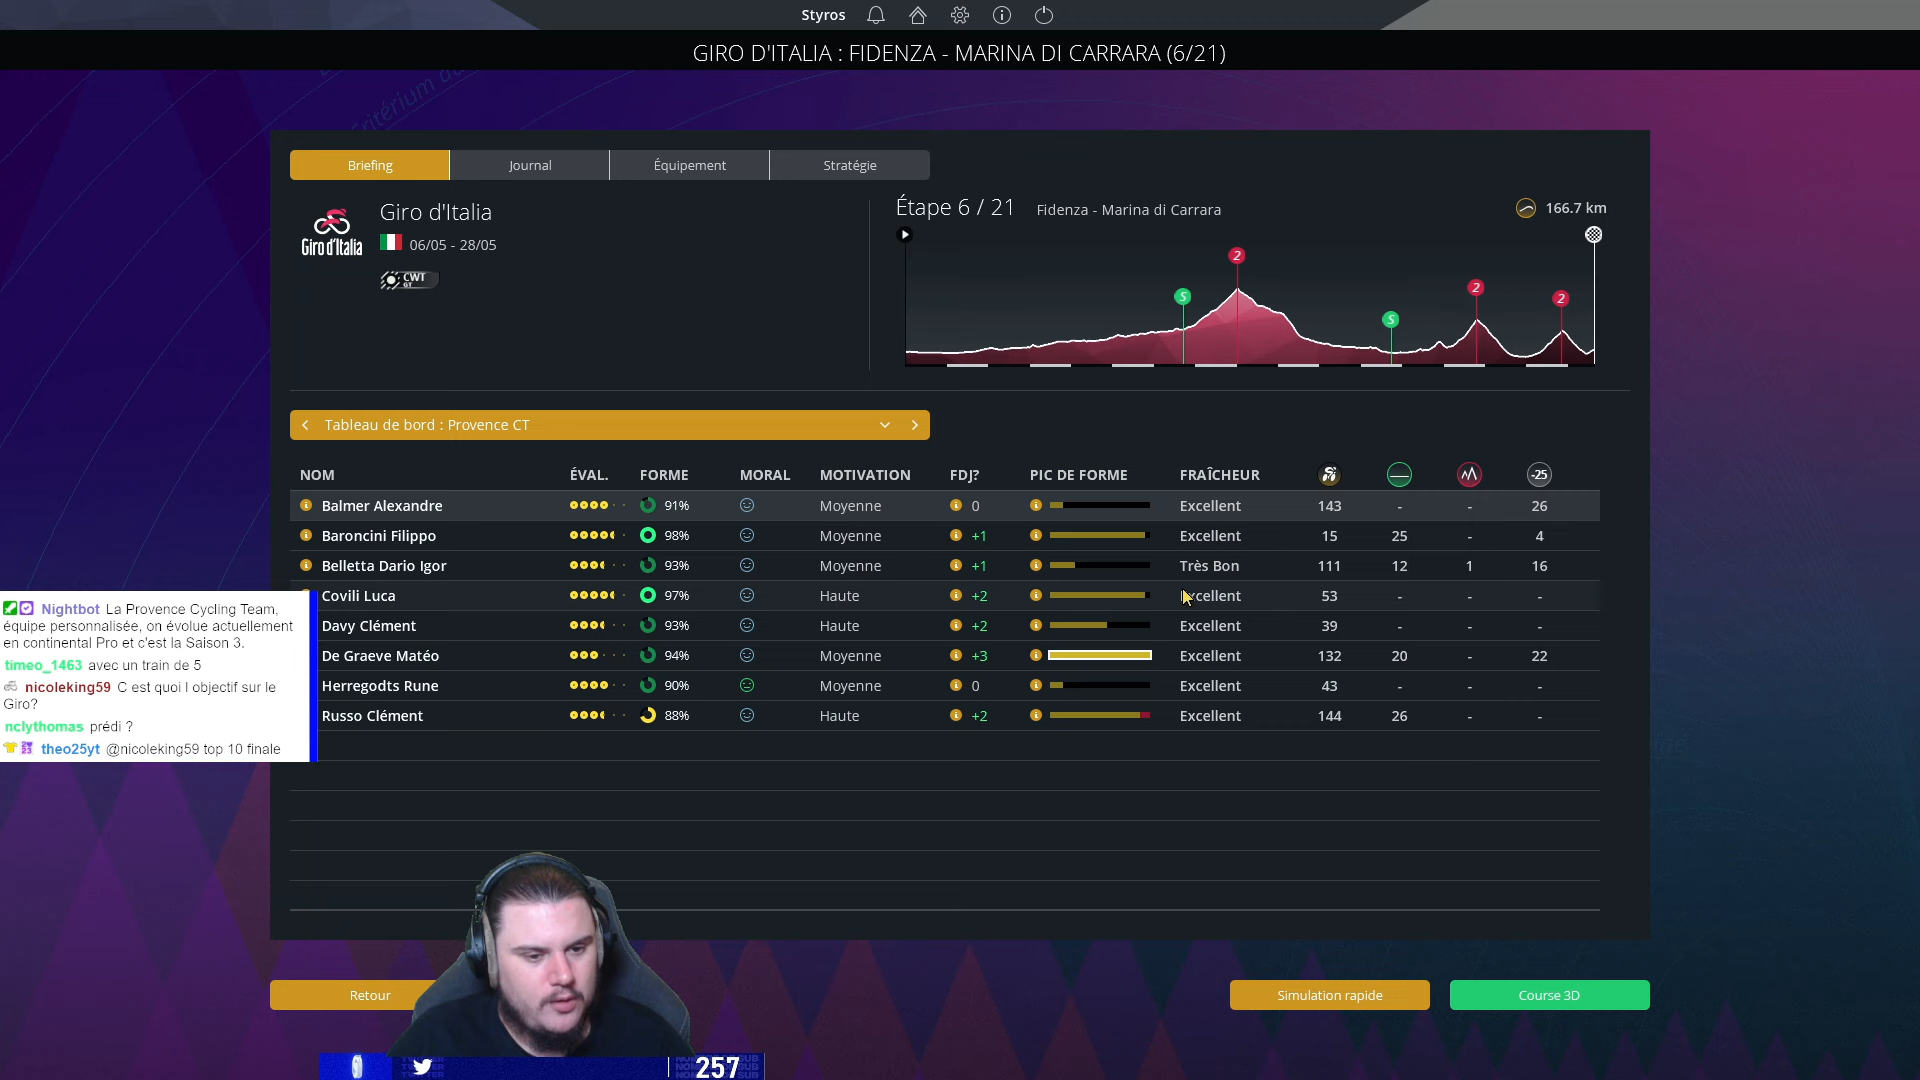 Styros
GIRO D'ITALIA : FIDENZA - MARINA DI CARRARA (6/21)
Briefing
Journal
Équipement
Stratégie
Giro d'Italia
Giro d'Italia
06/05 - 28/05
CWT
GT
Étape 6 / 21
Fidenza - Marina di Carrara
166.7 km
2
S
2
2
S
Tableau de bord : Provence CT
NOM ÉVAL. FORME MORAL MOTIVATION FDJ? PIC DE FORME FRAÎCHEUR -25
Balmer Alexandre 91% Moyenne 0 Excellent 143 - - 26
Baroncini Filippo 98% Moyenne +1 Excellent 15 25 - 4
Belletta Dario Igor 93% Moyenne +1 Très Bon 111 12 1 16
Covili Luca 97% Haute +2 Excellent 53 - - -
Davy Clément 93% Haute +2 Excellent 39 - - -
De Graeve Matéo 94% Haute +3 Excellent 132 20 - 22
Herregodts Rune 90% Moyenne 0 Excellent 43 - - -
Russo Clément 88% Haute +2 Excellent 144 26 - -
Nightbot La Provence Cycling Team,
équipe personnalisée, on évolue actuellement
en continental Pro et c'est la Saison 3.
timeo_1463 avec un train de 5
nicoleking59 C est quoi l objectif sur le
Giro?
nclythomas prédi ?
theo25yt @nicoleking59 top 10 finale
Retour
Simulation rapide
Course 3D
257